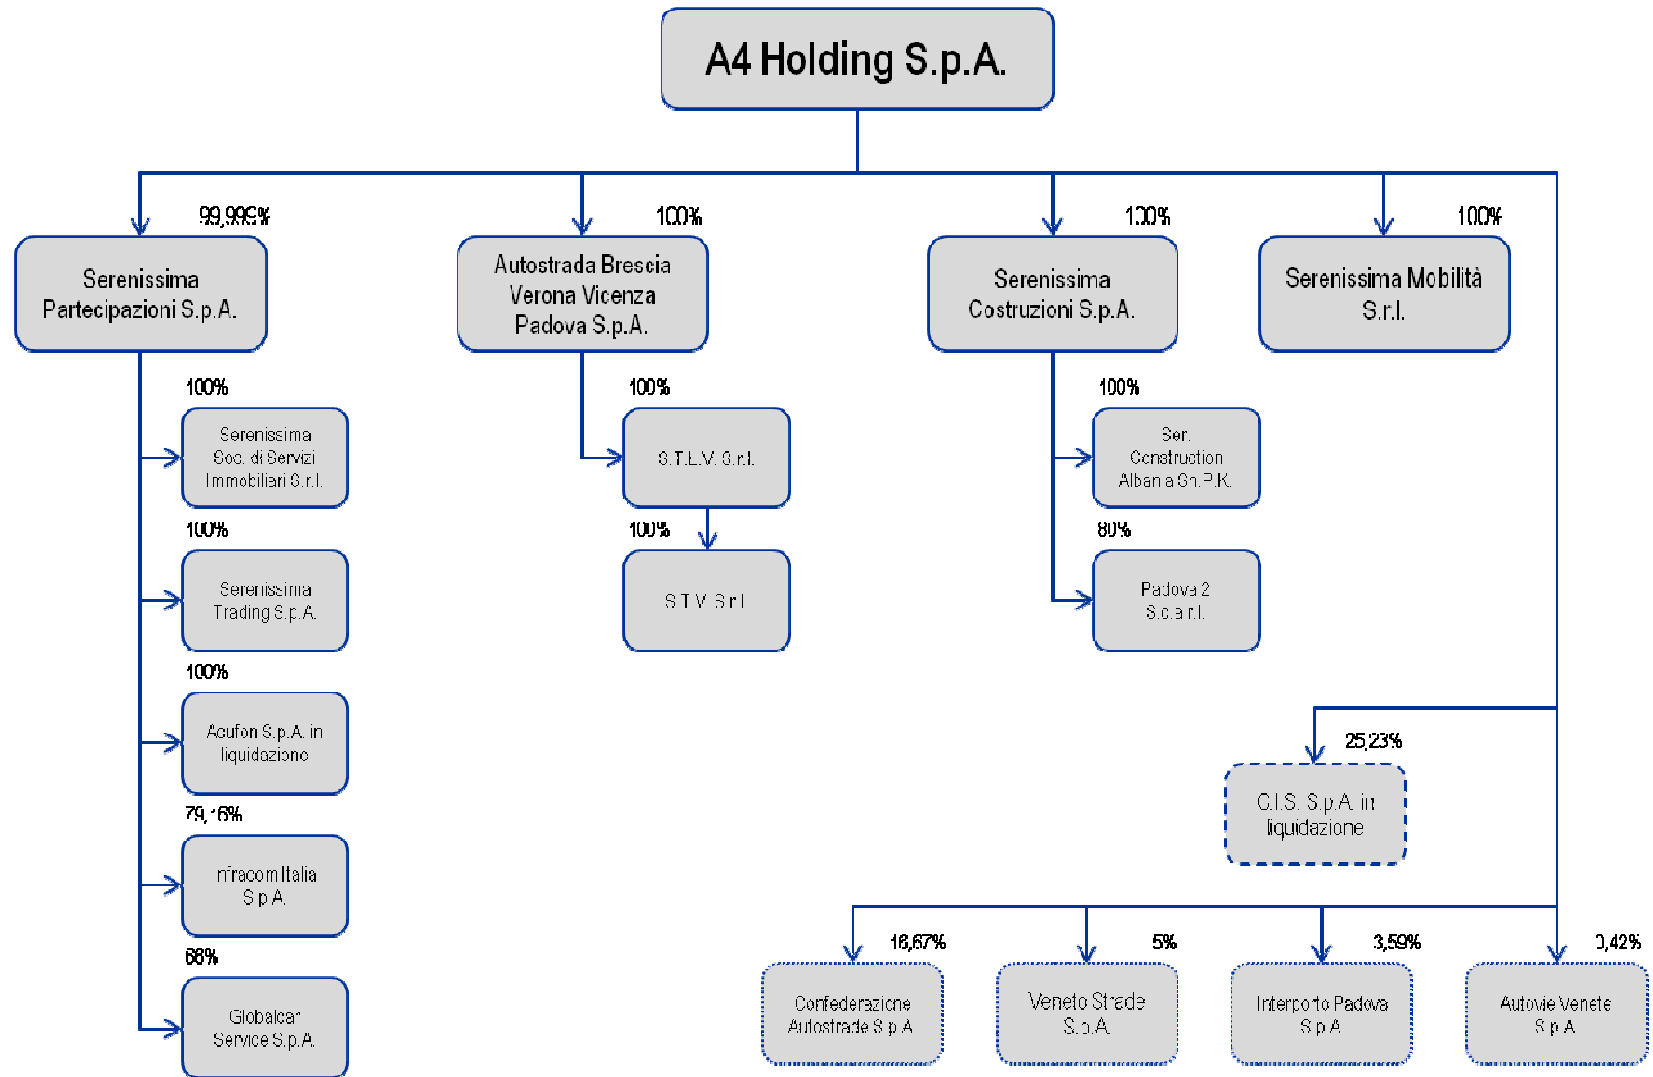 A4 Holding S.p.A.
99,999%
100%
100%
100%
Serenissima
Partecipazioni S.p.A.
Autostrada Brescia
Verona Vicenza
Padova S.p.A.
Serenissima
Costruzioni S.p.A.
Serenissima Mobilità
S.r.l.
100%
Serenissima
Soc. di Servizi
Immobiliari S.r.l.
100%
Serenissima
Trading S.p.A.
100%
Acufon S.p.A. in
liquidazione
79,16%
nfracom Italia
S.p.A.
Globalcar
Service S.p.A.
100%
S.r.l.
100%
S.T.V. S.r.l.
100%
Ser.
Construction
Albania Sh.P.K.
80%
Padova 2
S.c.a r.l.
25,23%
S.p.A. in
liquidazione
16,67%
Confederazione
Autostrade S.p.A.
5%
Veneto Strade
S.p.A.
3,59%
Interporto Padova
S.p.A.
0,42%
Autovie Venete
S.p.A.